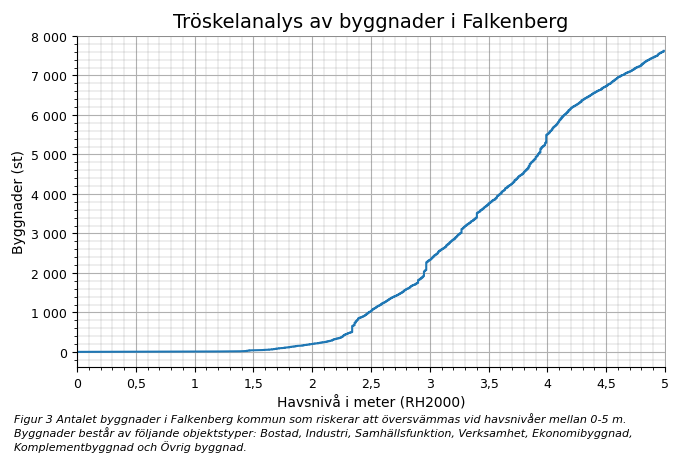 Tröskelanalys av byggnader i Falkenberg
8 000
7 000
6 000
5 000
4 000
3 000
2 000
1 000
0
Byggnader (st)
0 0,5 1 1,5 2 2,5 3 3,5 4 4,5 5
Havsnivå i meter (RH2000)
Figur 3 Antalet byggnader i Falkenberg kommun som riskerar att översvämmas vid havsnivåer mellan 0-5 m.
Byggnader består av följande objektstyper: Bostad, Industri, Samhällsfunktion, Verksamhet, Ekonomibyggnad,
Komplementbyggnad och Övrig byggnad.